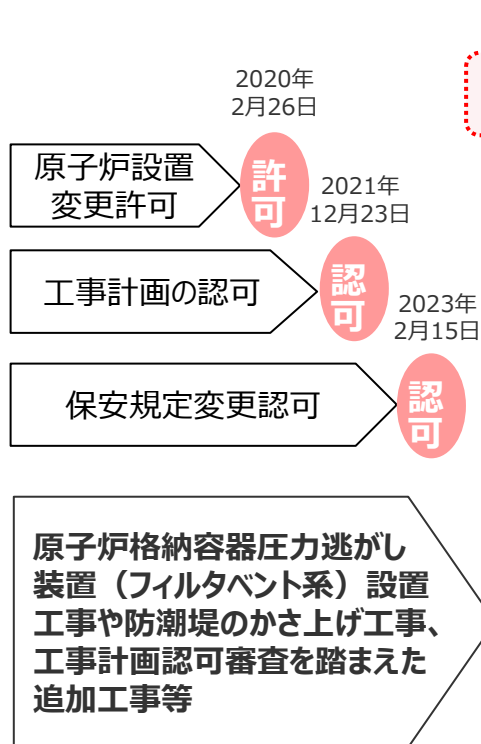 2020年
2月26日
原子炉設置
変更許可
許可
2021年
12月23日
工事計画の認可
認可
2023年
2月15日
保安規定変更認可
認可
原子炉格納容器圧力逃がし
装置（フィルタベント系）設置
工事や防潮堤のかさ上げ工事、
工事計画認可審査を踏まえた
追加工事等